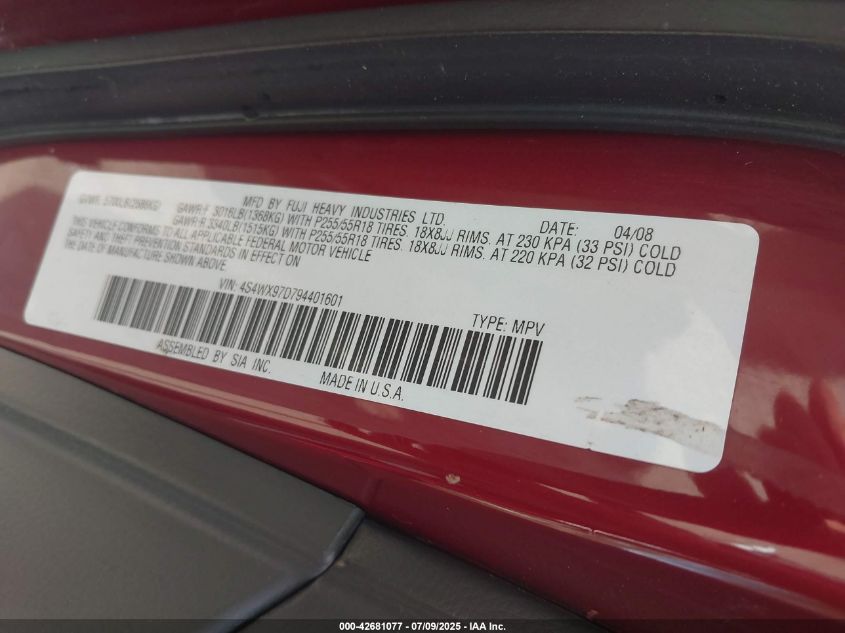 MFD BY FUJI HEAVY INDUSTRIES LTD. DATE: 04/08
GVWR: 5700LB(2586KG) GAWR:F 3016LB(1368KG) WITH P255/55R18 TIRES. 18X8JJ RIMS. AT 230 KPA (33 PSI) COLD
GAWR:R 3340LB(1515KG) WITH P255/55R18 TIRES. 18X8JJ RIMS. AT 220 KPA (32 PSI) COLD
THIS VEHICLE CONFORMS TO ALL APPLICABLE FEDERAL MOTOR VEHICLE
SAFETY AND THEFT PREVENTION STANDARDS IN EFFECT ON
THE DATE OF MANUFACTURE SHOWN ABOVE.
VIN: 4S4WX97D794401601
TYPE: MPV
ASSEMBLED BY SIA INC.
MADE IN U.S.A.
000-42681077 - 07/09/2025 - IAA Inc.